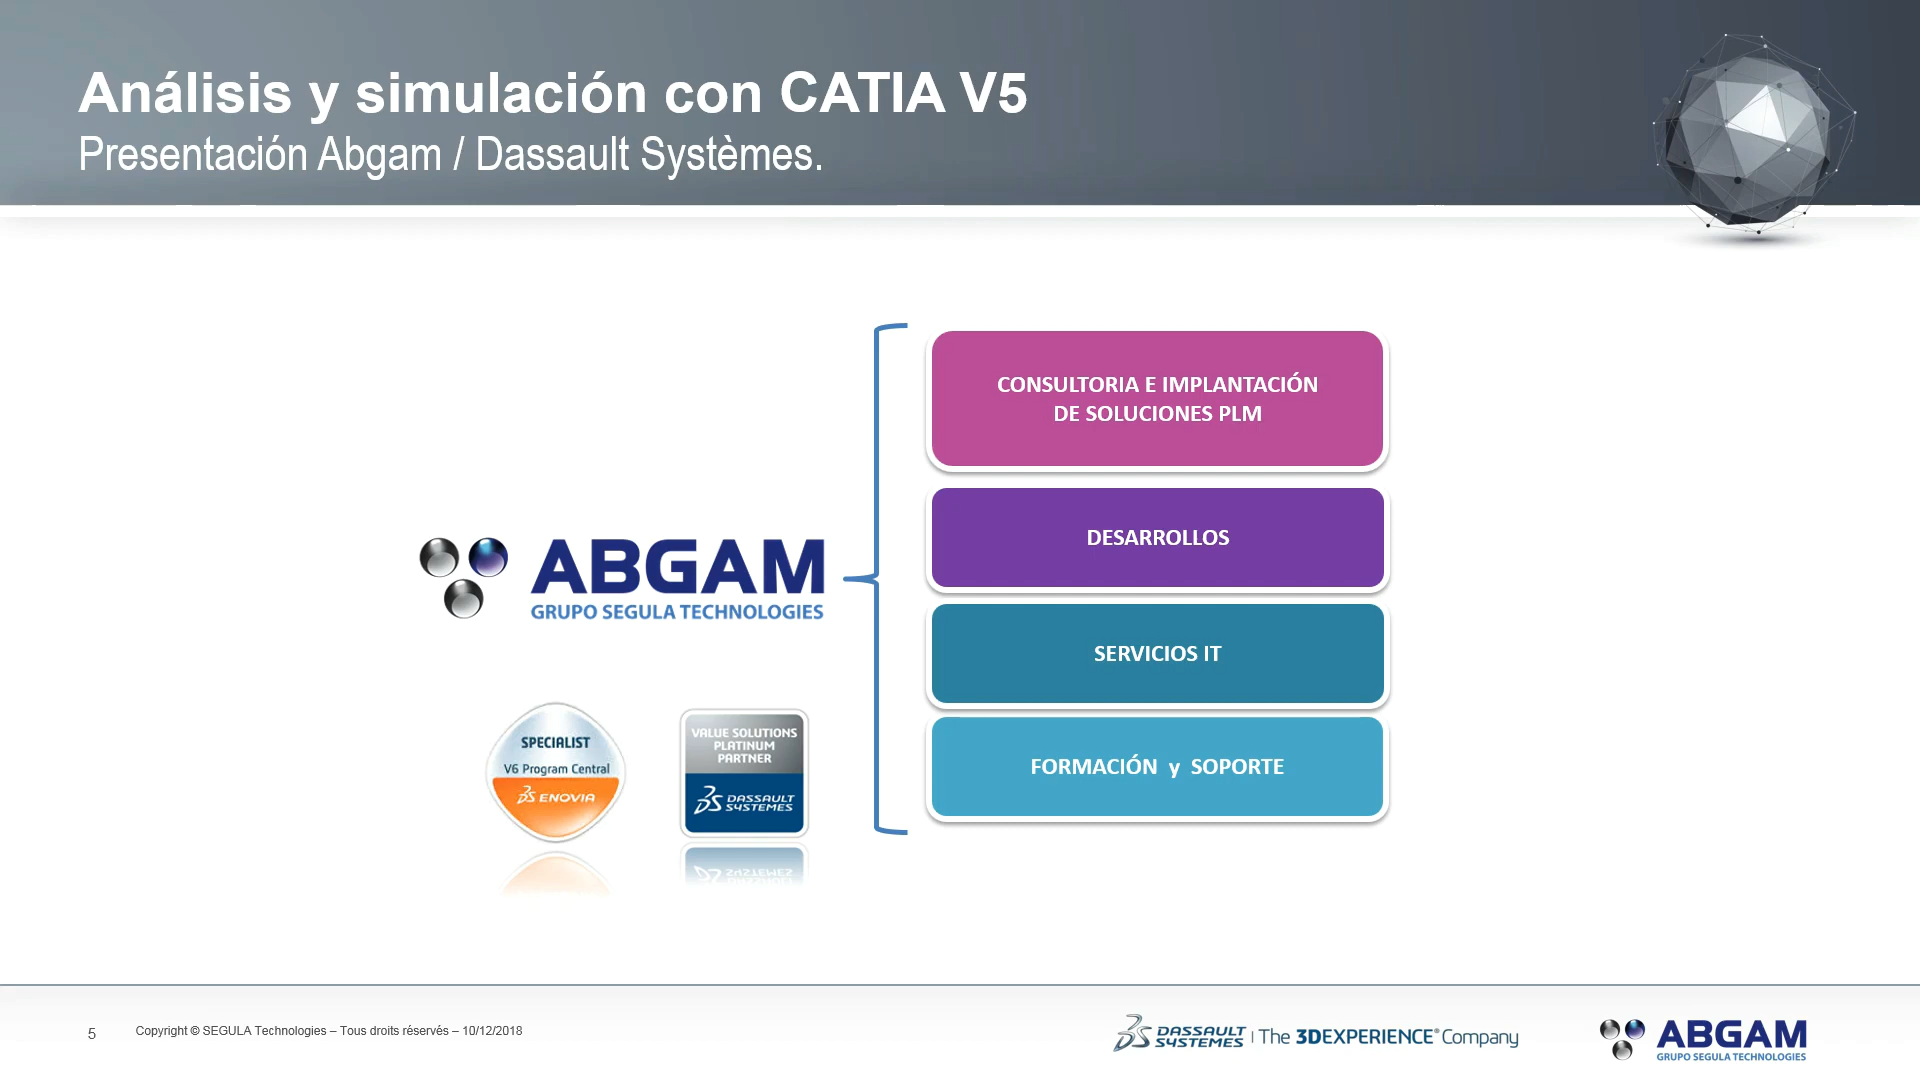 Análisis y simulación con CATIA V5
Presentación Abgam / Dassault Systèmes.
CONSULTORIA E IMPLANTACIÓN
DE SOLUCIONES PLM
DESARROLLOS
SERVICIOS IT
FORMACIÓN y SOPORTE
ABGAM
GRUPO SEGULA TECHNOLOGIES
SPECIALIST
V6 Program Central
ENOVIA
VALUE SOLUTIONS
PLATINUM
PARTNER
DASSAULT
SYSTEMES
5
Copyright © SEGULA Technologies – Tous droits réservés – 10/12/2018
DASSAULT
SYSTEMES
The 3DEXPERIENCE® Company
ABGAM
GRUPO SEGULA TECHNOLOGIES